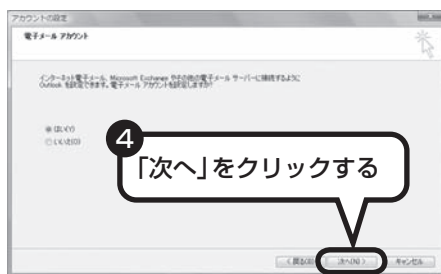 アカウントの設定
電子メール アカウント
インターネット電子メール、Microsoft Exchange やその他の電子メール サーバーに接続するように
Outlook を設定できます。電子メール アカウントを設定しますか?
はい(Y)
いいえ(O)
4
「次へ」をクリックする
< 戻る(B)
次へ(N) >
キャンセル